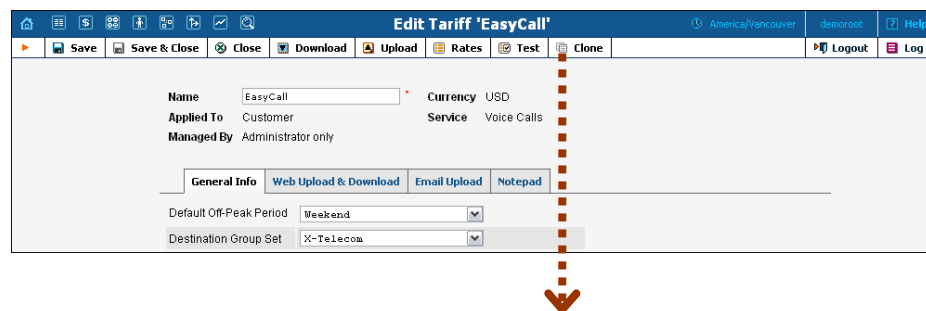 Edit Tariff 'EasyCall' America/Vancouver demoroot ? Help
Save Save & Close Close Download Upload Rates Test Clone Logout Log
Name EasyCall * Currency USD
Applied To Customer Service Voice Calls
Managed By Administrator only
General Info Web Upload & Download Email Upload Notepad
Default Off-Peak Period Weekend
Destination Group Set X-Telecom